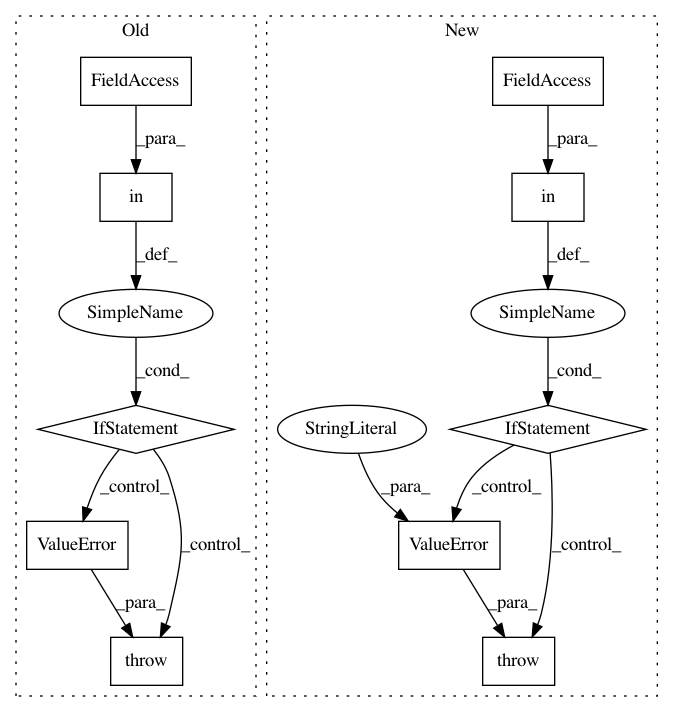 Old
New
FieldAccess
FieldAccess
_para_
_para_
in
in
_def_
_def_
SimpleName
SimpleName
_cond_
_cond_
IfStatement
StringLiteral
IfStatement
_control_
_para_
_control_
ValueError
_control_
ValueError
_control_
_para_
_para_
throw
throw